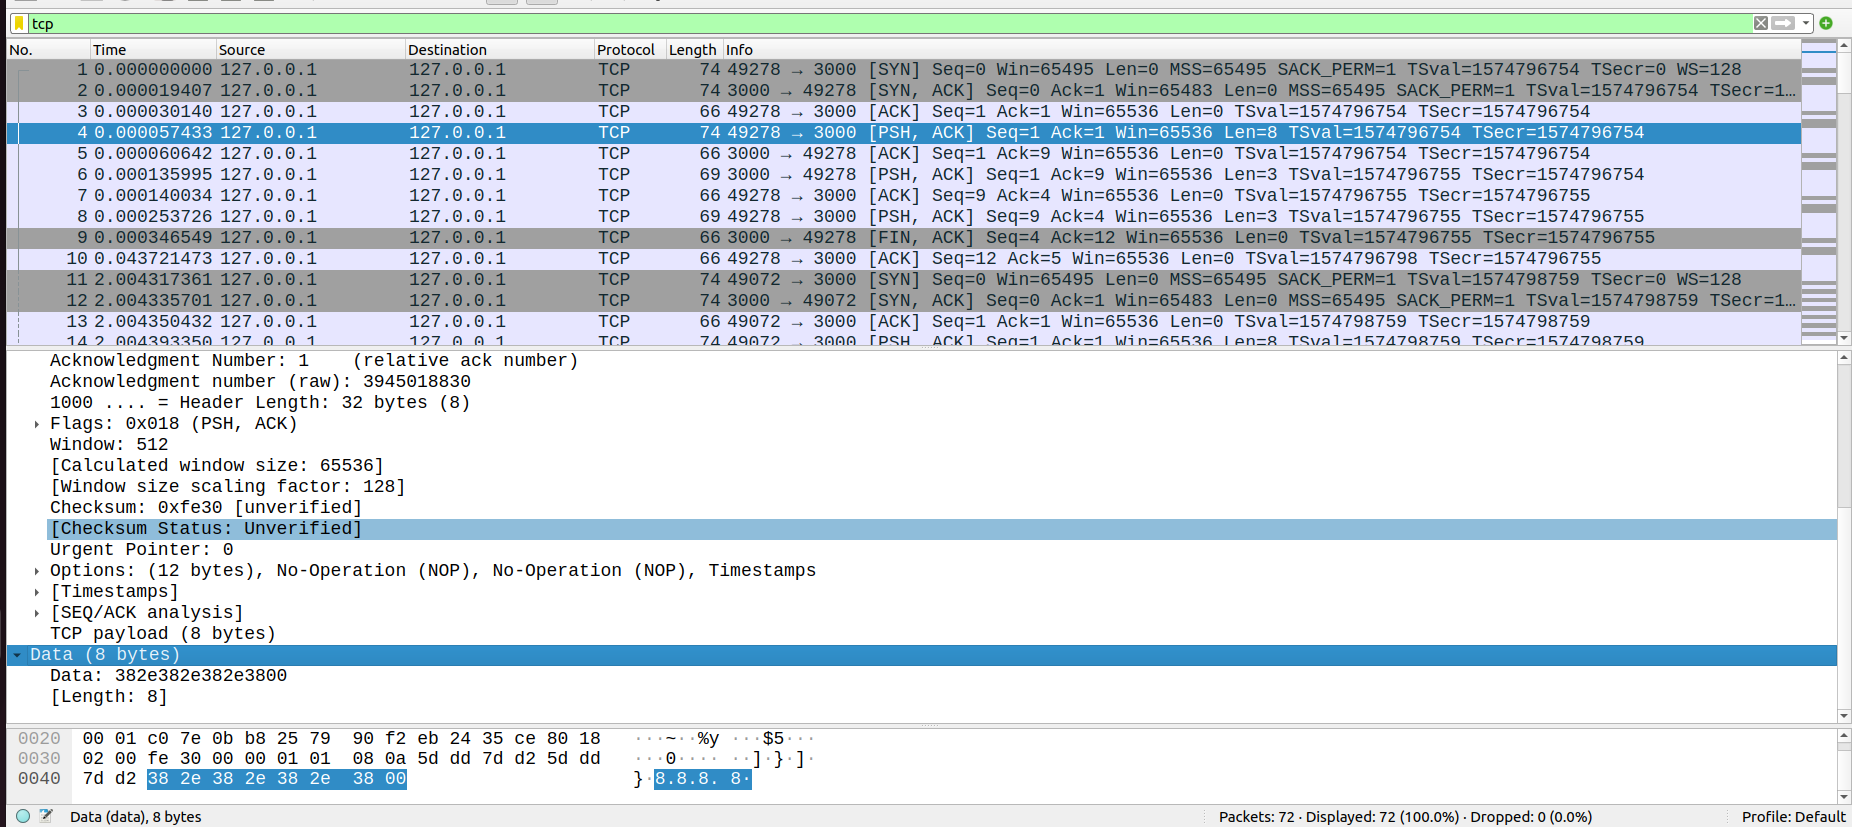 tcp
No. Time Source Destination Protocol Length Info
1 0.000000000 127.0.0.1 127.0.0.1 TCP 74 49278 → 3000 [SYN] Seq=0 Win=65495 Len=0 MSS=65495 SACK_PERM=1 TSval=1574796754 TSecr=0 WS=128
2 0.000019407 127.0.0.1 127.0.0.1 TCP 74 3000 → 49278 [SYN, ACK] Seq=0 Ack=1 Win=65483 Len=0 MSS=65495 SACK_PERM=1 TSval=1574796754 TSecr=1…
3 0.000030140 127.0.0.1 127.0.0.1 TCP 66 49278 → 3000 [ACK] Seq=1 Ack=1 Win=65536 Len=0 TSval=1574796754 TSecr=1574796754
4 0.000057433 127.0.0.1 127.0.0.1 TCP 74 49278 → 3000 [PSH, ACK] Seq=1 Ack=1 Win=65536 Len=8 TSval=1574796754 TSecr=1574796754
5 0.000060642 127.0.0.1 127.0.0.1 TCP 66 3000 → 49278 [ACK] Seq=1 Ack=9 Win=65536 Len=0 TSval=1574796754 TSecr=1574796754
6 0.000135995 127.0.0.1 127.0.0.1 TCP 69 3000 → 49278 [PSH, ACK] Seq=1 Ack=9 Win=65536 Len=3 TSval=1574796755 TSecr=1574796754
7 0.000140034 127.0.0.1 127.0.0.1 TCP 66 49278 → 3000 [ACK] Seq=9 Ack=4 Win=65536 Len=0 TSval=1574796755 TSecr=1574796755
8 0.000253726 127.0.0.1 127.0.0.1 TCP 69 49278 → 3000 [PSH, ACK] Seq=9 Ack=4 Win=65536 Len=3 TSval=1574796755 TSecr=1574796755
9 0.000346549 127.0.0.1 127.0.0.1 TCP 66 3000 → 49278 [FIN, ACK] Seq=4 Ack=12 Win=65536 Len=0 TSval=1574796755 TSecr=1574796755
10 0.043721473 127.0.0.1 127.0.0.1 TCP 66 49278 → 3000 [ACK] Seq=12 Ack=5 Win=65536 Len=0 TSval=1574796798 TSecr=1574796755
11 2.004317361 127.0.0.1 127.0.0.1 TCP 74 49072 → 3000 [SYN] Seq=0 Win=65495 Len=0 MSS=65495 SACK_PERM=1 TSval=1574798759 TSecr=0 WS=128
12 2.004335701 127.0.0.1 127.0.0.1 TCP 74 3000 → 49072 [SYN, ACK] Seq=0 Ack=1 Win=65483 Len=0 MSS=65495 SACK_PERM=1 TSval=1574798759 TSecr=1…
13 2.004350432 127.0.0.1 127.0.0.1 TCP 66 49072 → 3000 [ACK] Seq=1 Ack=1 Win=65536 Len=0 TSval=1574798759 TSecr=1574798759
14 2.004393350 127.0.0.1 127.0.0.1 TCP 74 49072 → 3000 [PSH, ACK] Seq=1 Ack=1 Win=65536 Len=8 TSval=1574798759 TSecr=1574798759
Acknowledgment Number: 1    (relative ack number)
Acknowledgment number (raw): 3945018830
1000 .... = Header Length: 32 bytes (8)
Flags: 0x018 (PSH, ACK)
Window: 512
[Calculated window size: 65536]
[Window size scaling factor: 128]
Checksum: 0xfe30 [unverified]
[Checksum Status: Unverified]
Urgent Pointer: 0
Options: (12 bytes), No-Operation (NOP), No-Operation (NOP), Timestamps
[Timestamps]
[SEQ/ACK analysis]
TCP payload (8 bytes)
Data (8 bytes)
Data: 382e382e382e3800
[Length: 8]
0020 00 01 c0 7e 0b b8 25 79 90 f2 eb 24 35 ce 80 18 ···~··%y ···$5···
0030 02 00 fe 30 00 00 01 01 08 0a 5d dd 7d d2 5d dd ···0···· ··]·}·]·
0040 7d d2 38 2e 38 2e 38 2e 38 00 }·8.8.8. 8·
Data (data), 8 bytes Packets: 72 · Displayed: 72 (100.0%) · Dropped: 0 (0.0%) Profile: Default